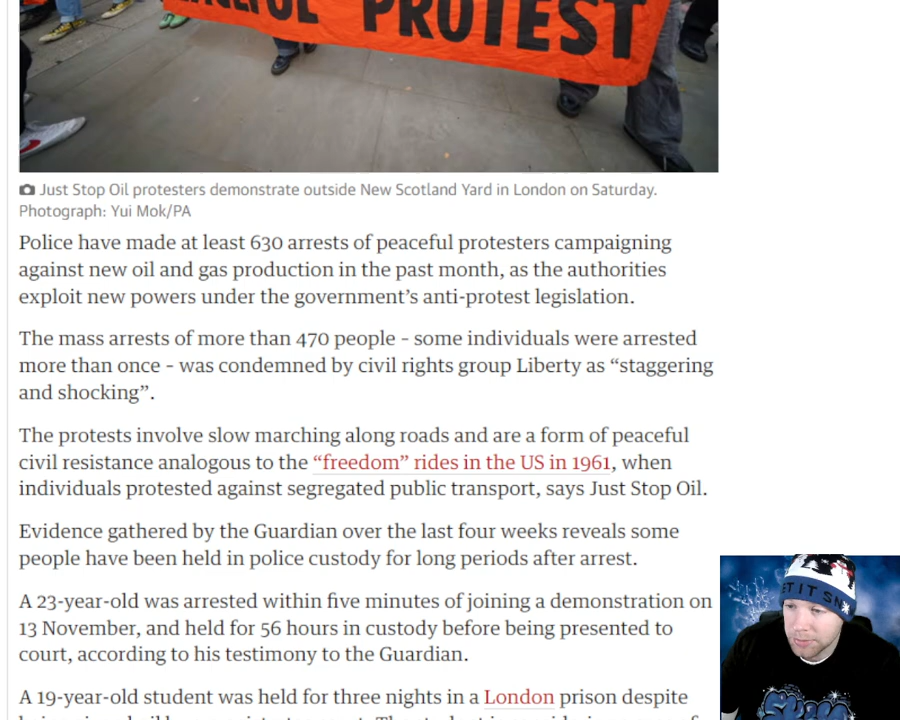 PROTEST
Just Stop Oil protesters demonstrate outside New Scotland Yard in London on Saturday.
Photograph: Yui Mok/PA
Police have made at least 630 arrests of peaceful protesters campaigning
against new oil and gas production in the past month, as the authorities
exploit new powers under the government’s anti-protest legislation.
The mass arrests of more than 470 people – some individuals were arrested
more than once – was condemned by civil rights group Liberty as “staggering
and shocking”.
The protests involve slow marching along roads and are a form of peaceful
civil resistance analogous to the “freedom” rides in the US in 1961, when
individuals protested against segregated public transport, says Just Stop Oil.
Evidence gathered by the Guardian over the last four weeks reveals some
people have been held in police custody for long periods after arrest.
A 23-year-old was arrested within five minutes of joining a demonstration on
13 November, and held for 56 hours in custody before being presented to
court, according to his testimony to the Guardian.
A 19-year-old student was held for three nights in a London prison despite